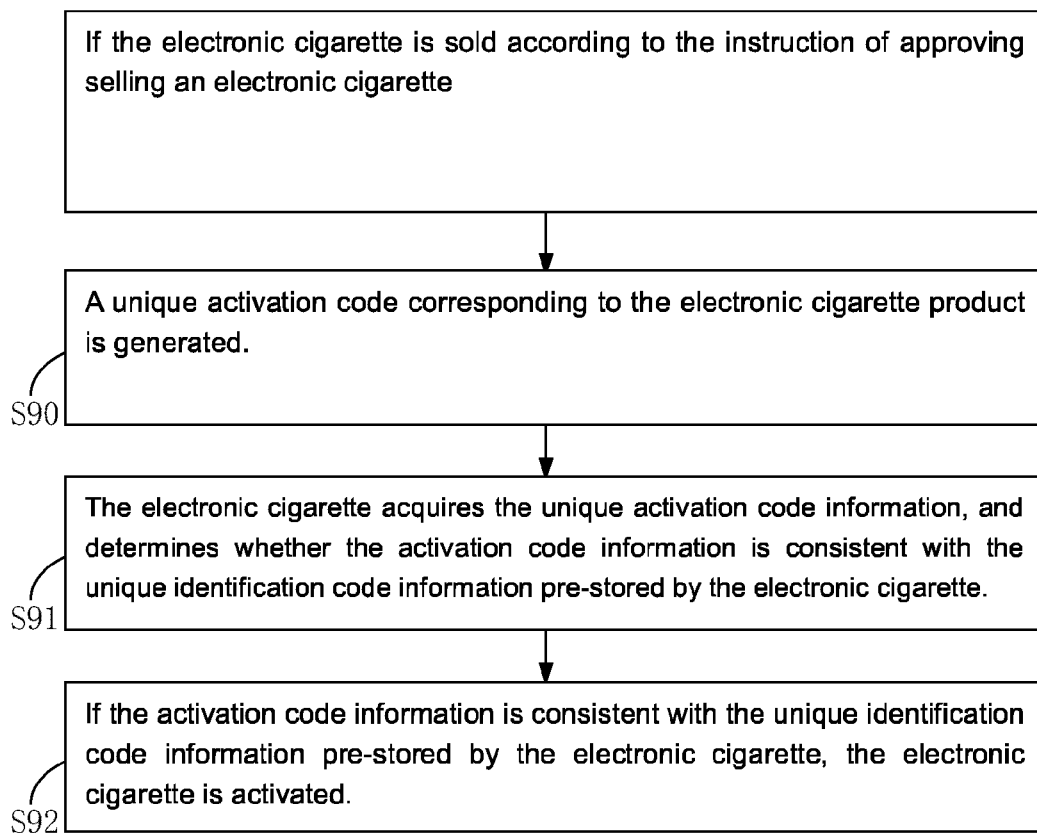 If the electronic cigarette is sold according to the instruction of approving
selling an electronic cigarette
A unique activation code corresponding to the electronic cigarette product
is generated.
S90
The electronic cigarette acquires the unique activation code information, and
determines whether the activation code information is consistent with the
unique identification code information pre-stored by the electronic cigarette.
S91
If the activation code information is consistent with the unique identification
code information pre-stored by the electronic cigarette, the electronic
cigarette is activated.
S92